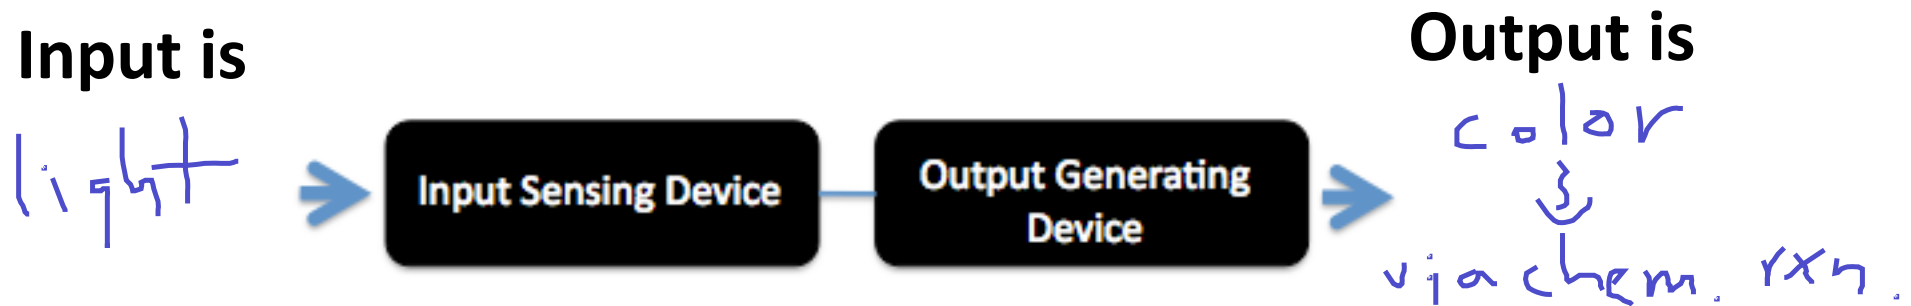 Input is
light
Input Sensing Device
Output Generating
Device
Output is
color
via chem. rxn.